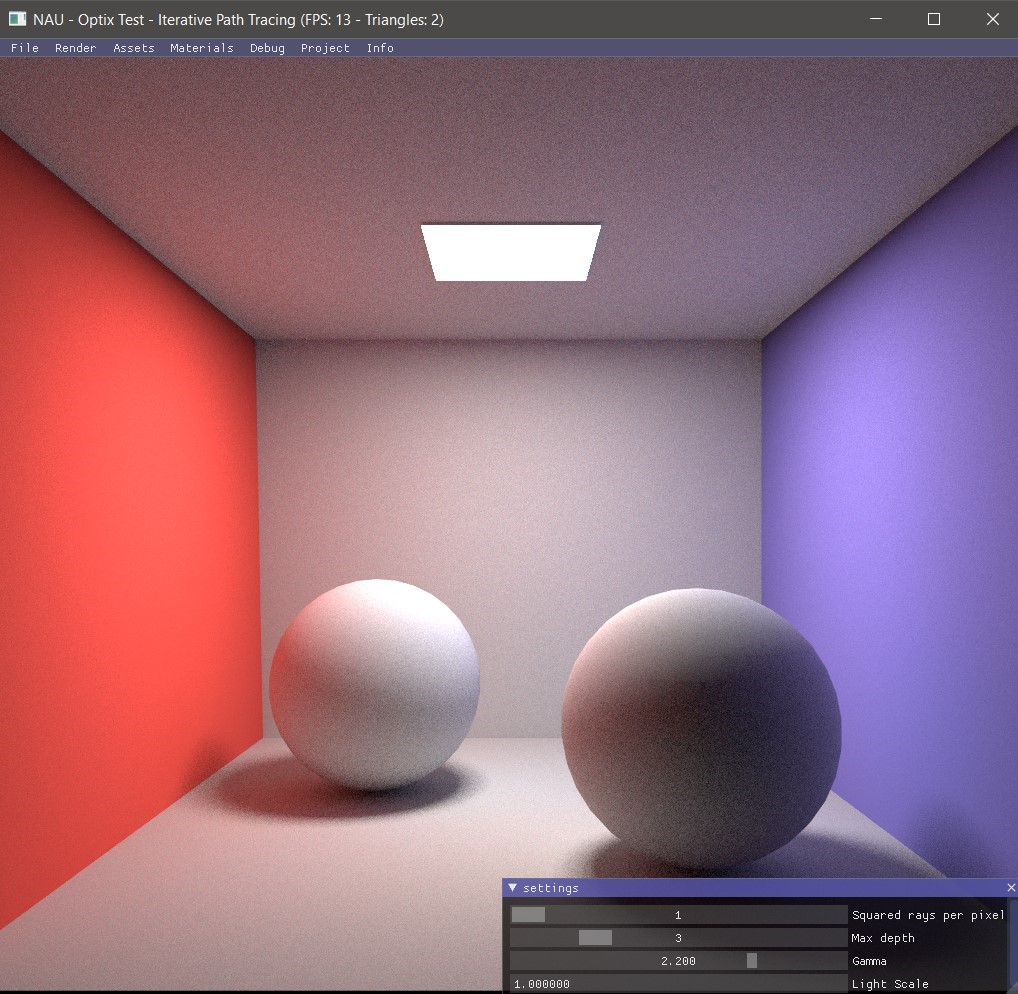 NAU - Optix Test - Iterative Path Tracing (FPS: 13 - Triangles: 2)
File Render Assets Materials Debug Project Info
settings
1 Squared rays per pixel
3 Max depth
2.200 Gamma
1.000000 Light Scale